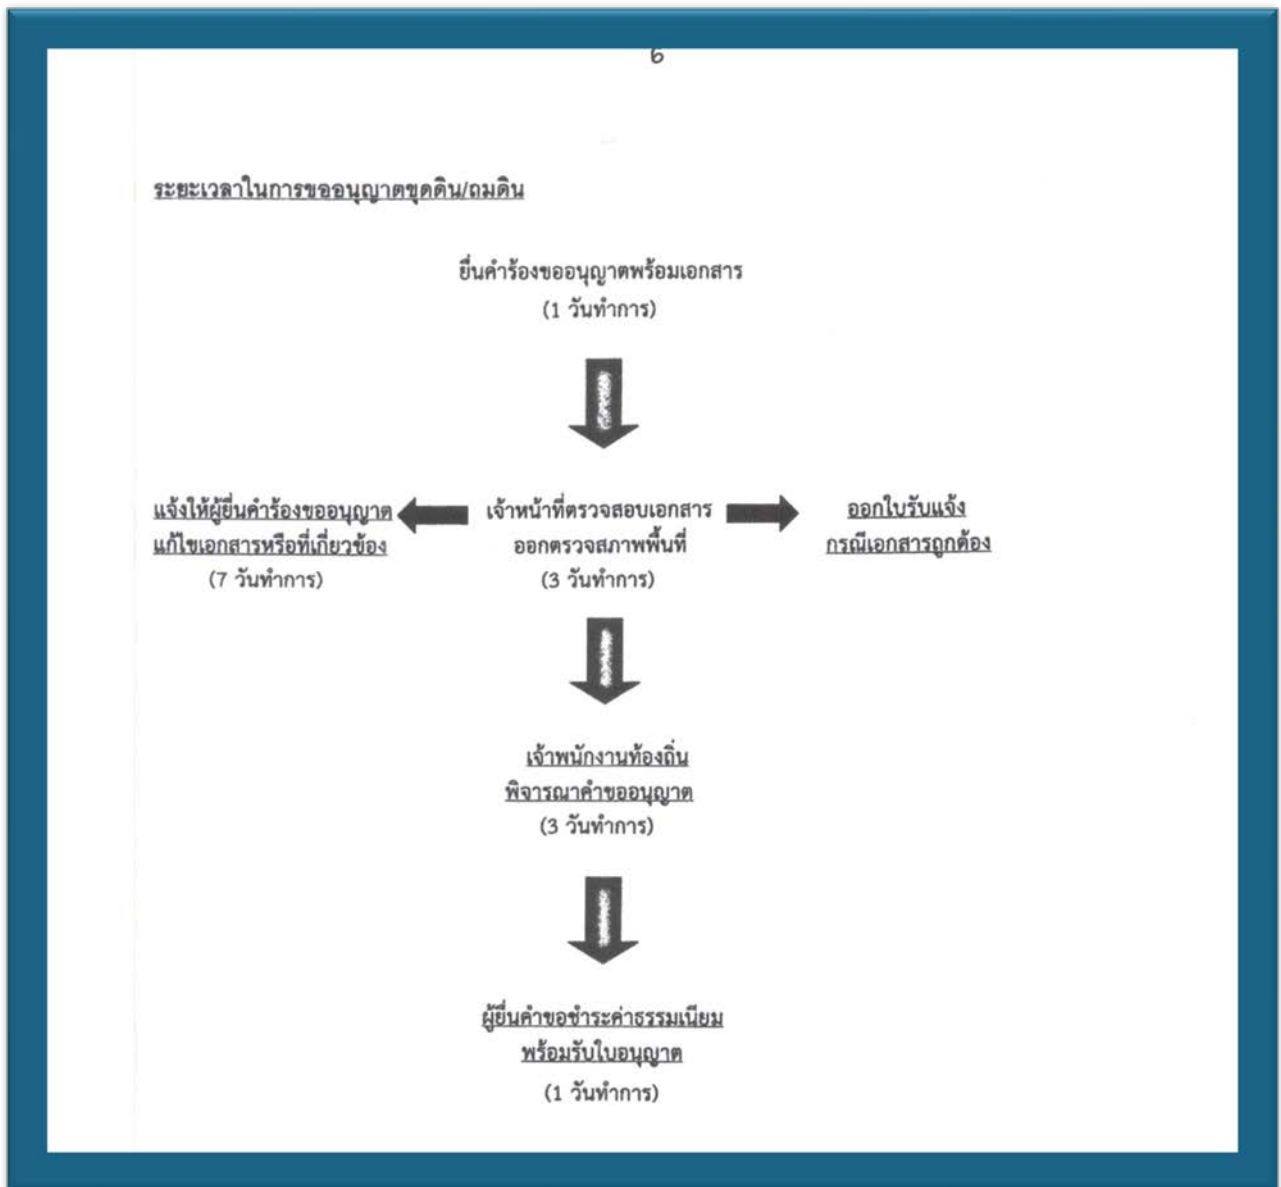 6
ระยะเวลาในการขออนุญาตขุดดิน/ถมดิน
ยื่นคำร้องขออนุญาตพร้อมเอกสาร
(1 วันทำการ)
แจ้งให้ผู้ยื่นคำร้องขออนุญาต
แก้ไขเอกสารหรือที่เกี่ยวข้อง
(7 วันทำการ)
เจ้าหน้าที่ตรวจสอบเอกสาร
ออกตรวจสภาพพื้นที่
(3 วันทำการ)
ออกใบรับแจ้ง
กรณีเอกสารถูกต้อง
เจ้าพนักงานท้องถิ่น
พิจารณาคำขออนุญาต
(3 วันทำการ)
ผู้ยื่นคำขอชำระค่าธรรมเนียม
พร้อมรับใบอนุญาต
(1 วันทำการ)